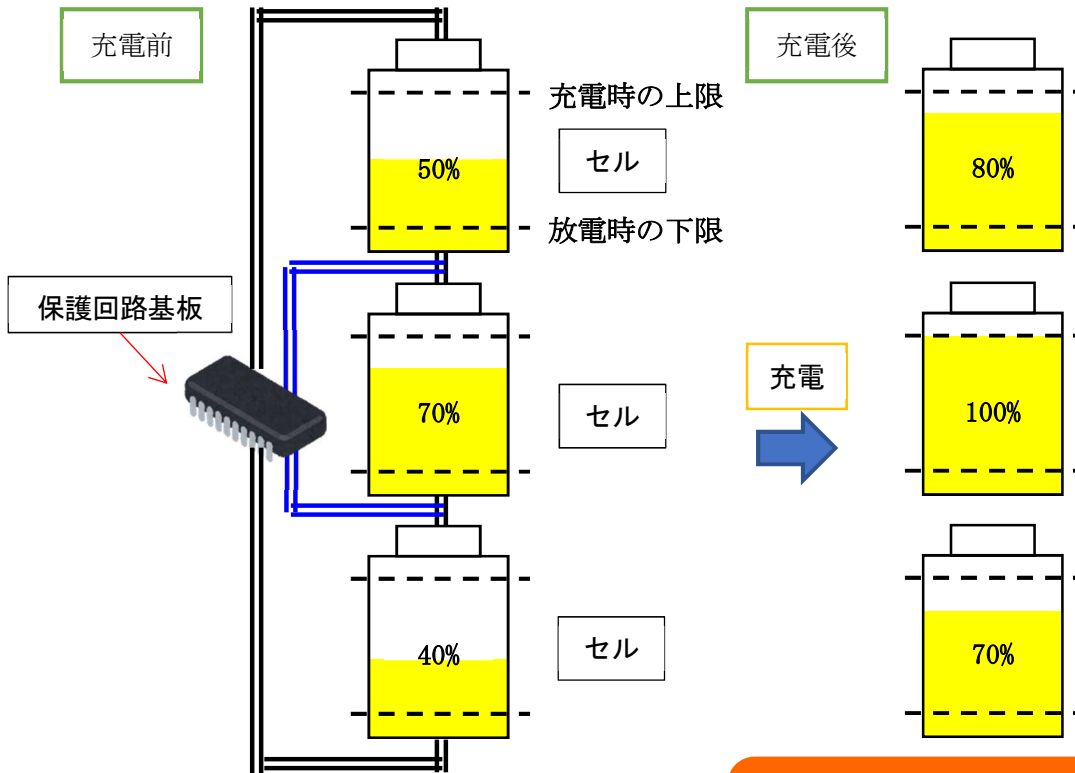 充電前
充電後
充電時の上限
セル
50%
80%
放電時の下限
保護回路基板
充電
70%
セル
100%
40%
セル
70%